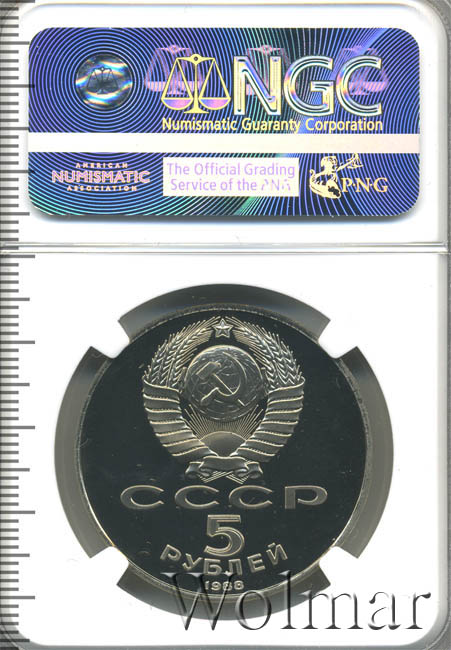 NGC
Numismatic Guaranty Corporation
AMERICAN
NUMISMATIC
ASSOCIATION
The Official Grading
Service of the PNG
P·N·G
СССР
5
РУБЛЕЙ
1988
Wolmar